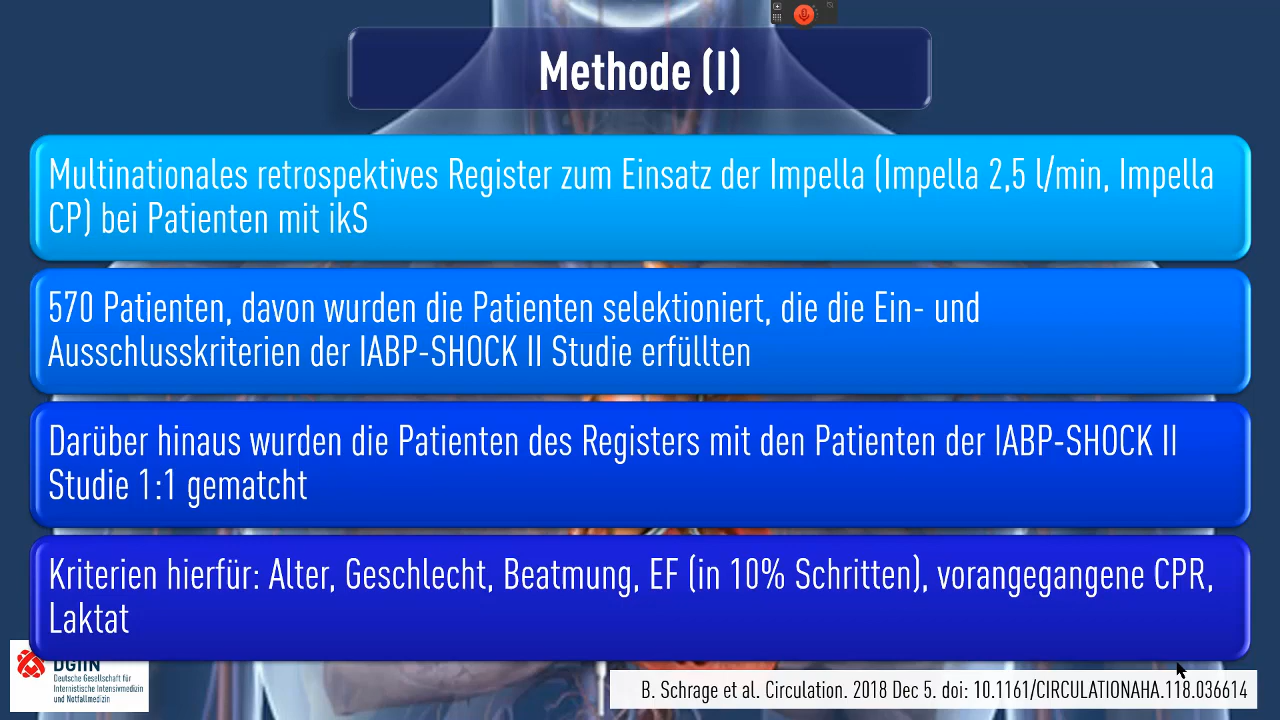 Methode (I)
Multinationales retrospektives Register zum Einsatz der Impella (Impella 2,5 l/min, Impella
CP) bei Patienten mit ikS
570 Patienten, davon wurden die Patienten selektioniert, die die Ein- und
Ausschlusskriterien der IABP-SHOCK II Studie erfüllten
Darüber hinaus wurden die Patienten des Registers mit den Patienten der IABP-SHOCK II
Studie 1:1 gematcht
Kriterien hierfür: Alter, Geschlecht, Beatmung, EF (in 10% Schritten), vorangegangene CPR,
Laktat
DGIIN
Deutsche Gesellschaft für
Internistische Intensivmedizin
und Notfallmedizin
B. Schrage et al. Circulation. 2018 Dec 5. doi: 10.1161/CIRCULATIONAHA.118.036614